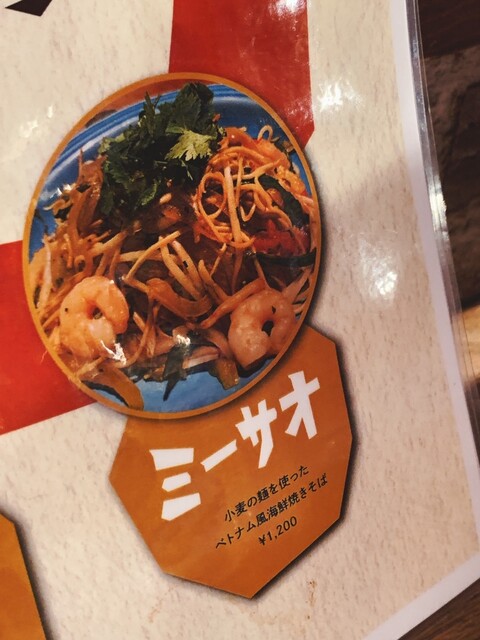 ミーサオ
小麦の麺を使った
ベトナム風海鮮焼きそば
¥1,200